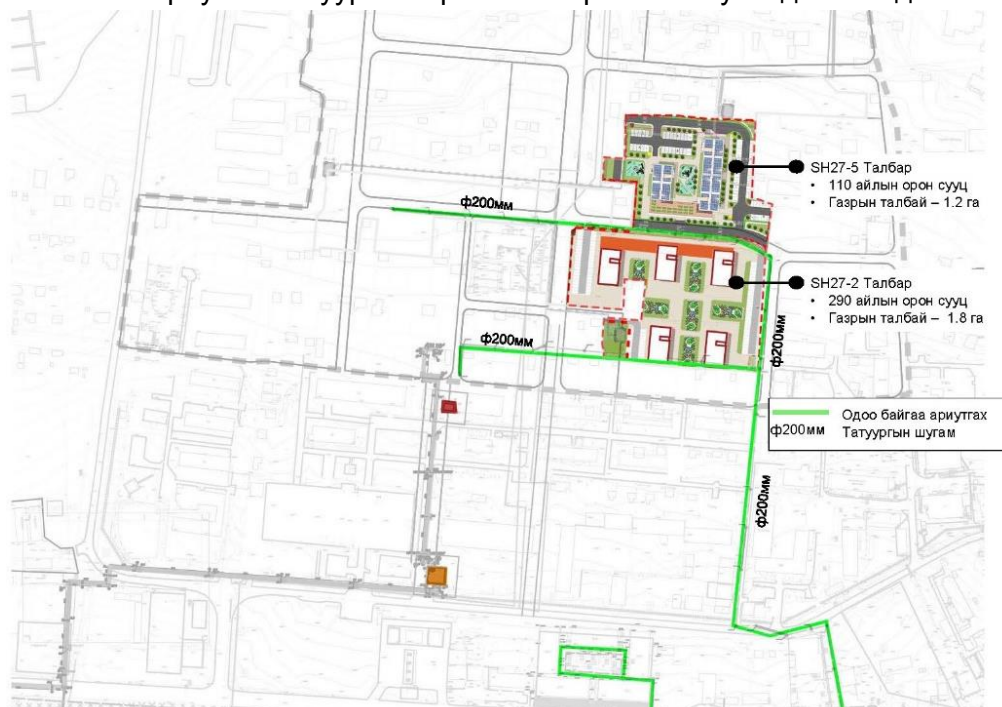 SH27-5 Талбар
• 110 айлын орон сууц
• Газрын талбай – 1.2 га
ф200мм
SH27-2 Талбар
• 290 айлын орон сууц
• Газрын талбай – 1.8 га
ф200мм
ф200мм
Одоо байгаа ариутгах
ф200мм Татуургын шугам
ф200мм